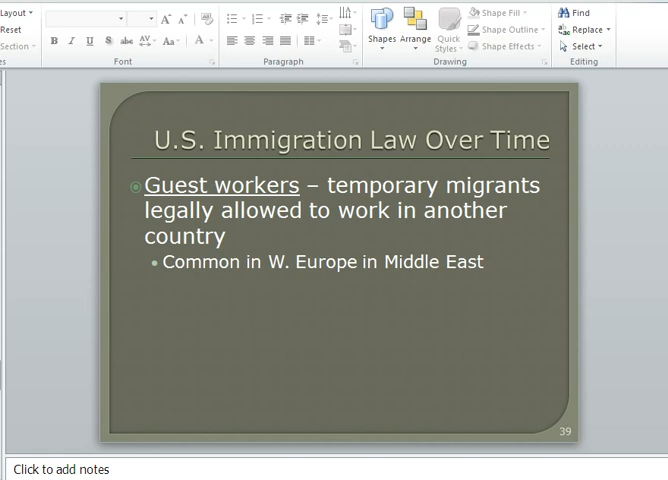 Layout
Reset
Section
Font
Paragraph
Shapes
Arrange
Quick
Styles
Shape Fill
Shape Outline
Shape Effects
Drawing
Find
Replace
Select
Editing
U.S. Immigration Law Over Time
Guest workers – temporary migrants
legally allowed to work in another
country
Common in W. Europe in Middle East
39
Click to add notes